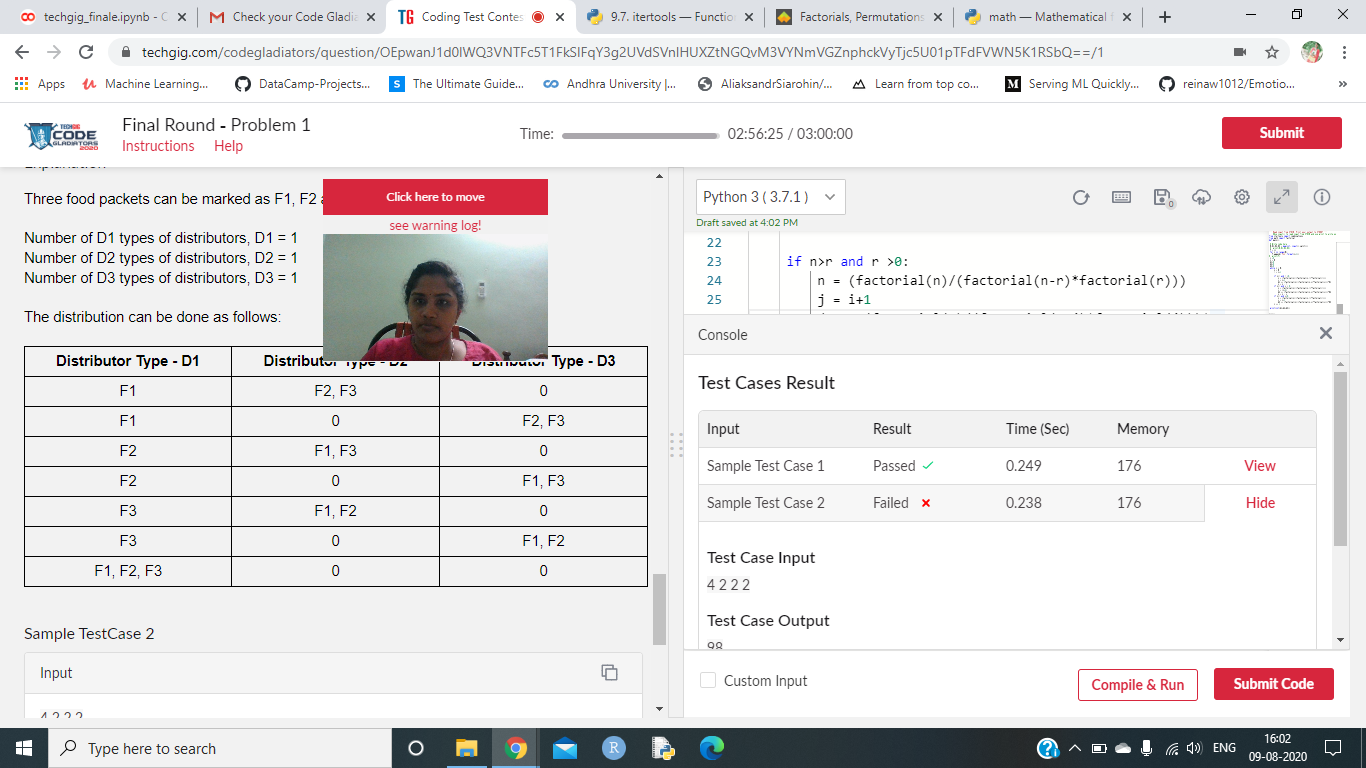 techgig_finale.ipynb - C
Check your Code Gladia
Coding Test Contes
9.7. itertools — Function
Factorials, Permutations
math — Mathematical f
techgig.com/codegladiators/question/OEpwanJ1d0lWQ3VNTFc5T1FkSlFqY3g2UVdSVnlHUXZtNGQvM3VYNmVGZnphckVyTjc5U01pTFdFVWN5K1RSbQ==/1
Apps
Machine Learning...
DataCamp-Projects...
The Ultimate Guide...
Andhra University |...
AliaksandrSiarohin/...
Learn from top co...
Serving ML Quickly...
reinaw1012/Emotio...
»
TECHGIG
CODE
GLADIATORS
2020
Final Round - Problem 1
Instructions
Help
Time:
02:56:25 / 03:00:00
Submit
Explanation
Three food packets can be marked as F1, F2
Click here to move
see warning log!
Number of D1 types of distributors, D1 = 1
Number of D2 types of distributors, D2 = 1
Number of D3 types of distributors, D3 = 1
The distribution can be done as follows:
Distributor Type - D1 Distributor Type - D2 Distributor Type - D3
F1 F2, F3 0
F1 0 F2, F3
F2 F1, F3 0
F2 0 F1, F3
F3 F1, F2 0
F3 0 F1, F2
F1, F2, F3 0 0
Sample TestCase 2
Input
4 2 2 2
Python 3 ( 3.7.1 )
Draft saved at 4:02 PM
0
22
23 if n>r and r >0:
24 n = (factorial(n)/(factorial(n-r)*factorial(r)))
25 j = i+1
Console
Test Cases Result
Input Result Time (Sec) Memory
Sample Test Case 1 Passed 0.249 176 View
Sample Test Case 2 Failed 0.238 176 Hide
Test Case Input
4 2 2 2
Test Case Output
98
Custom Input
Compile & Run
Submit Code
Type here to search
ENG
16:02
09-08-2020